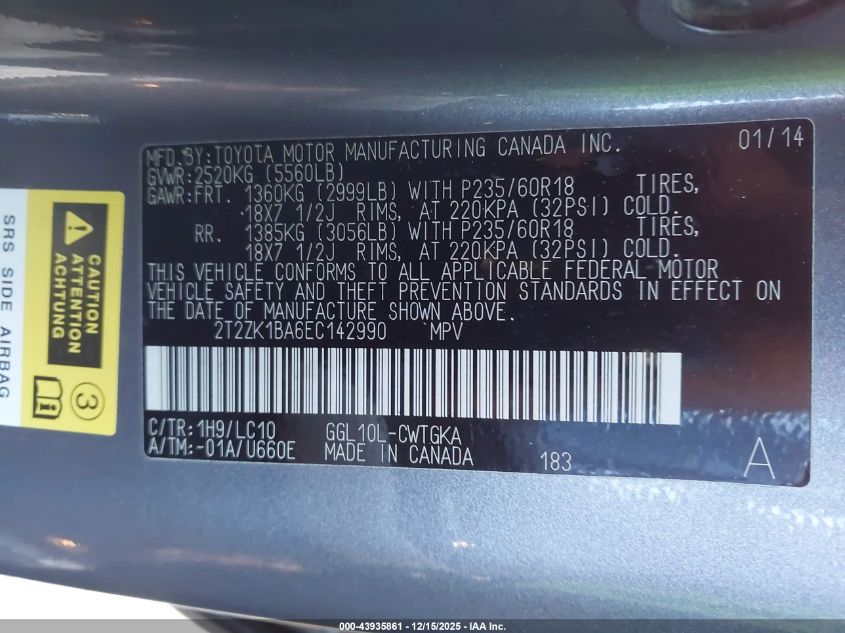 MFD. BY: TOYOTA MOTOR MANUFACTURING CANADA INC. 01/14
GVWR: 2520KG (5560LB)
GAWR: FRT. 1360KG (2999LB) WITH P235/60R18 TIRES,
18X7 1/2J RIMS, AT 220KPA (32PSI) COLD.
RR. 1385KG (3056LB) WITH P235/60R18 TIRES,
18X7 1/2J RIMS, AT 220KPA (32PSI) COLD.
THIS VEHICLE CONFORMS TO ALL APPLICABLE FEDERAL MOTOR
VEHICLE SAFETY AND THEFT PREVENTION STANDARDS IN EFFECT ON
THE DATE OF MANUFACTURE SHOWN ABOVE.
2T2ZK1BA6EC142990 MPV
C/TR: 1H9/LC10 GGL10L-CWTGKA
A/TM: -01A/U660E MADE IN CANADA 183 A
CAUTION
ATTENTION
ACHTUNG
3
SRS SIDE AIRBAG
000-43935861 - 12/15/2025 - IAA Inc.